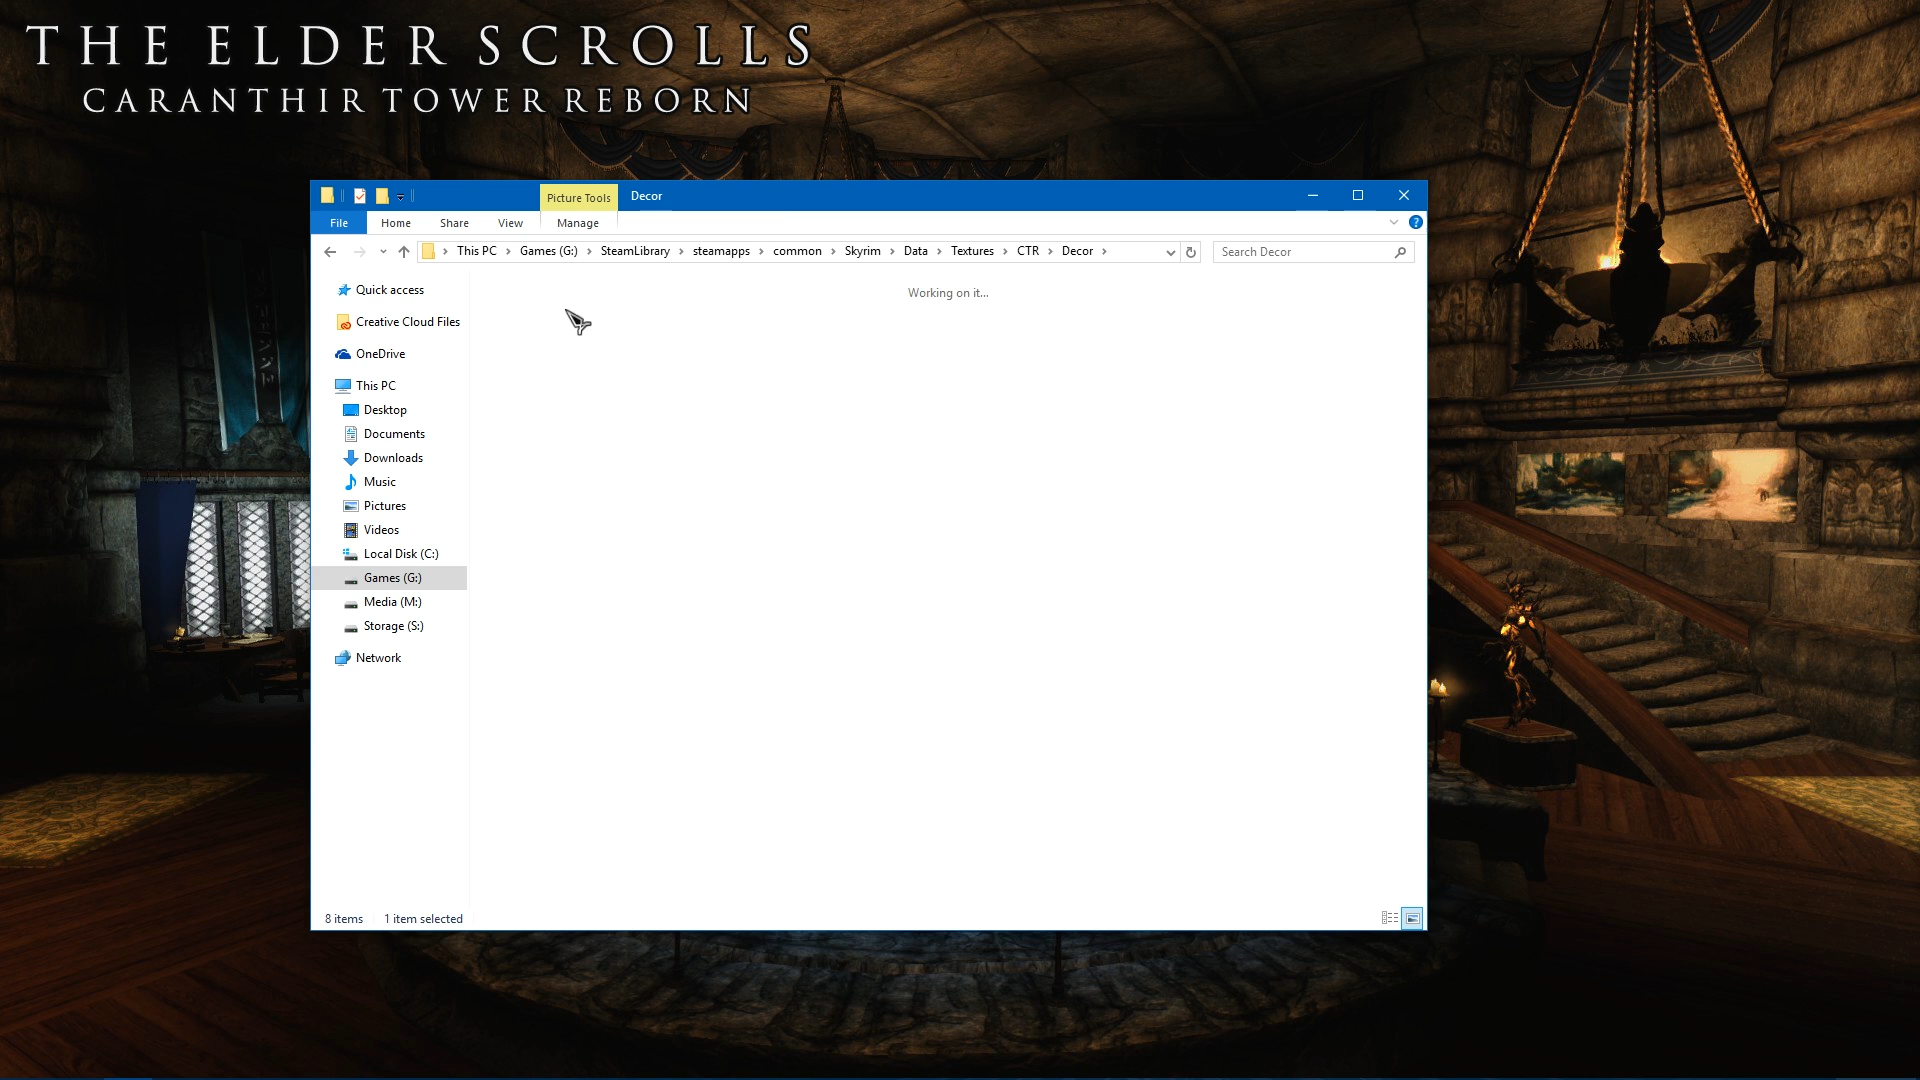 THE ELDER SCROLLS
CARANTHIR TOWER REBORN
Picture Tools
Decor
File
Home
Share
View
Manage
This PC > Games (G:) > SteamLibrary > steamapps > common > Skyrim > Data > Textures > CTR > Decor >
Search Decor
Quick access
Creative Cloud Files
OneDrive
This PC
Desktop
Documents
Downloads
Music
Pictures
Videos
Local Disk (C:)
Games (G:)
Media (M:)
Storage (S:)
Network
Working on it...
8 items
1 item selected